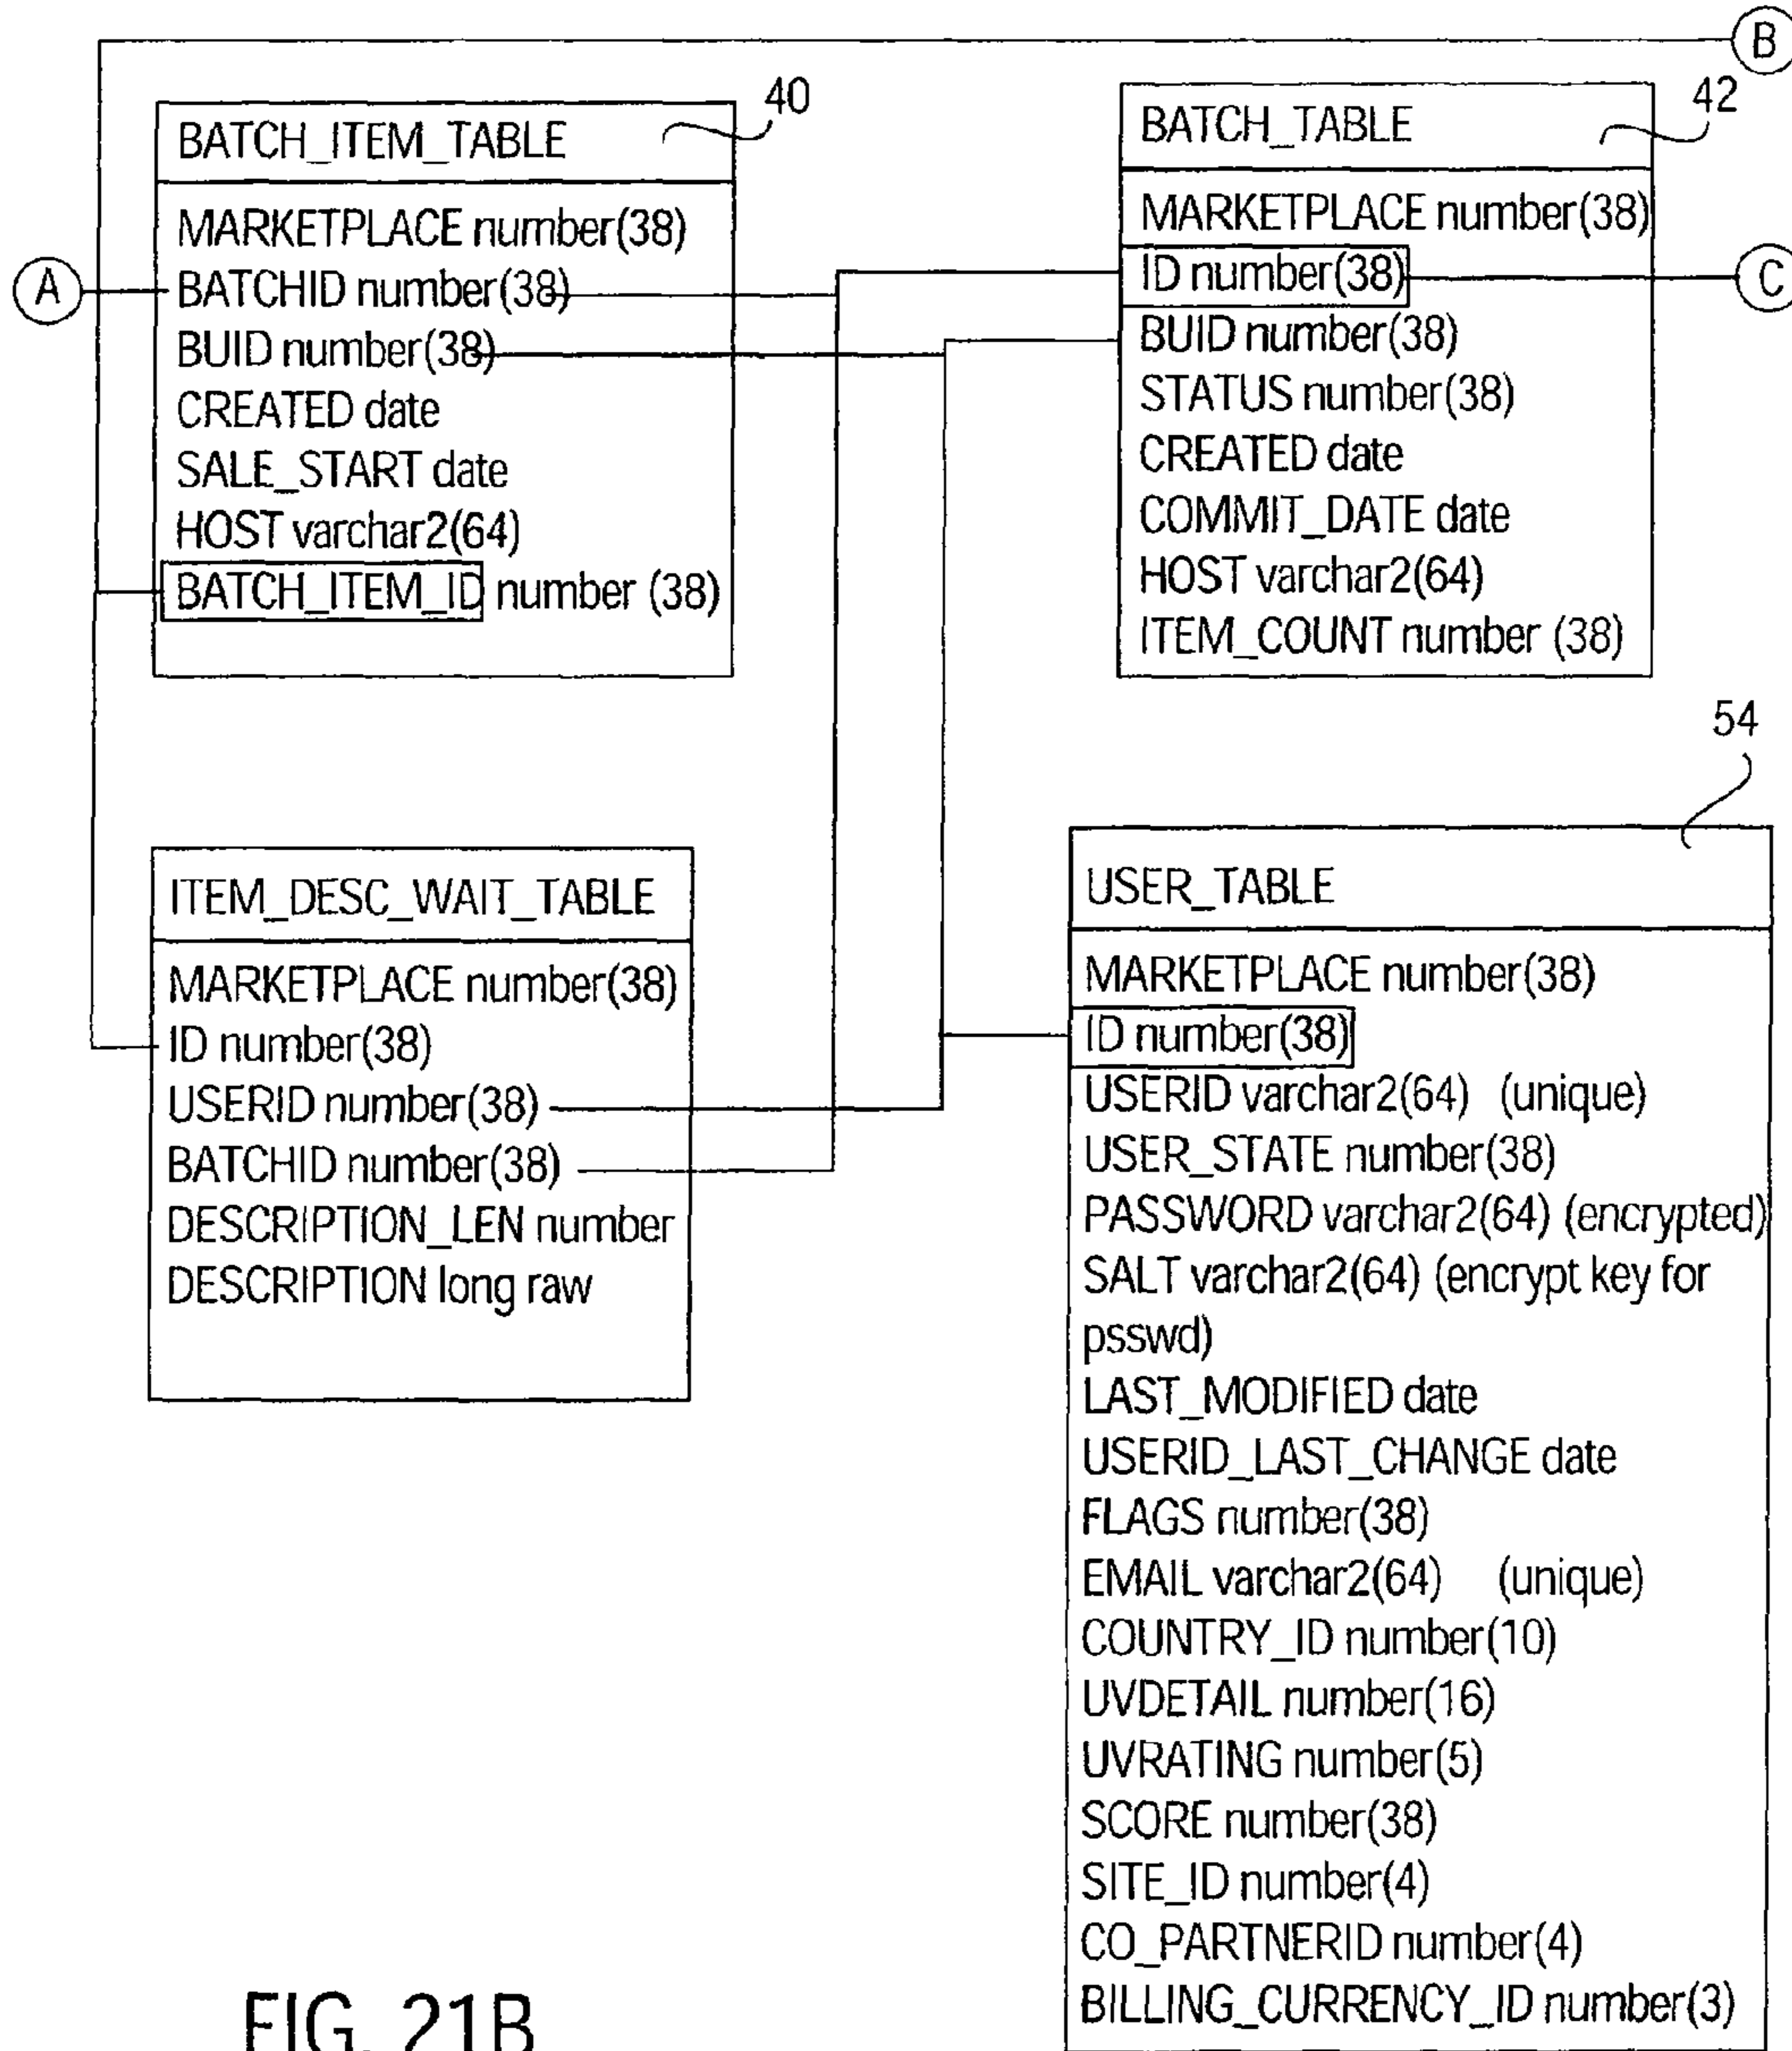 B
40
BATCH_ITEM_TABLE
MARKETPLACE number(38)
A
BATCHID number(38)
BUID number(38)
CREATED date
SALE_START date
HOST varchar2(64)
BATCH_ITEM_ID number (38)
42
BATCH_TABLE
MARKETPLACE number(38)
ID number(38)
C
BUID number(38)
STATUS number(38)
CREATED date
COMMIT_DATE date
HOST varchar2(64)
ITEM_COUNT number (38)
ITEM_DESC_WAIT_TABLE
MARKETPLACE number(38)
ID number(38)
USERID number(38)
BATCHID number(38)
DESCRIPTION_LEN number
DESCRIPTION long raw
54
USER_TABLE
MARKETPLACE number(38)
ID number(38)
USERID varchar2(64) (unique)
USER_STATE number(38)
PASSWORD varchar2(64) (encrypted)
SALT varchar2(64) (encrypt key for
psswd)
LAST_MODIFIED date
USERID_LAST_CHANGE date
FLAGS number(38)
EMAIL varchar2(64) (unique)
COUNTRY_ID number(10)
UVDETAIL number(16)
UVRATING number(5)
SCORE number(38)
SITE_ID number(4)
CO_PARTNERID number(4)
BILLING_CURRENCY_ID number(3)
FIG. 21B